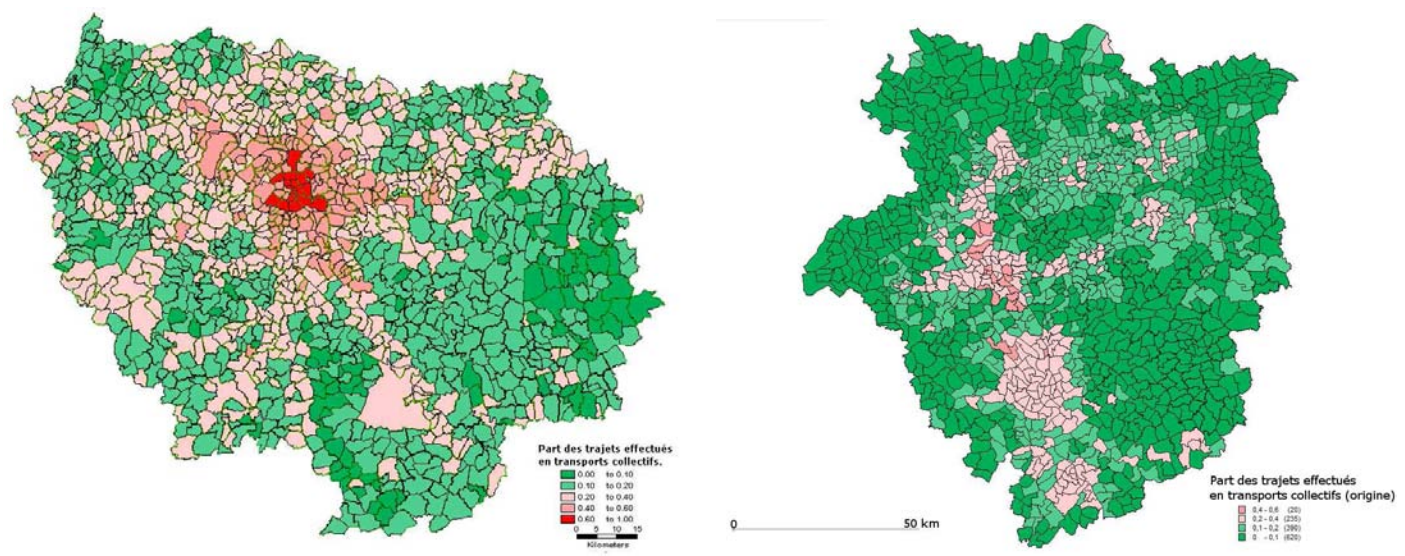 Part des trajets effectués
en transports collectifs.
0.00 to 0.10
0.10 to 0.20
0.20 to 0.40
0.40 to 0.60
0.60 to 1.00
0 5 10 15
Kilometers
0 50 km
Part des trajets effectués
en transports collectifs (origine)
0,4 - 0,6 (20)
0,2 - 0,4 (235)
0,1 - 0,2 (390)
0 - 0,1 (620)